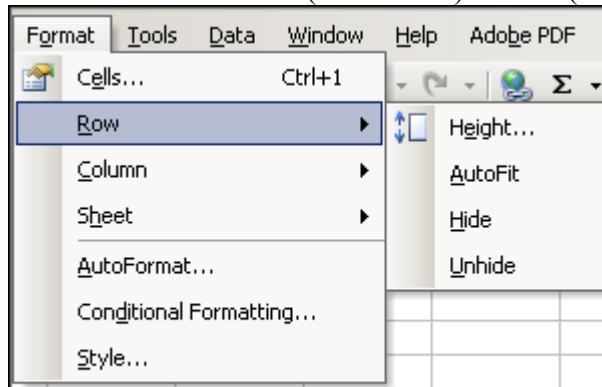 Format Tools Data Window Help Adobe PDF
Cells... Ctrl+1
Σ
Row
Height...
Column
AutoFit
Sheet
Hide
AutoFormat...
Unhide
Conditional Formatting...
Style...